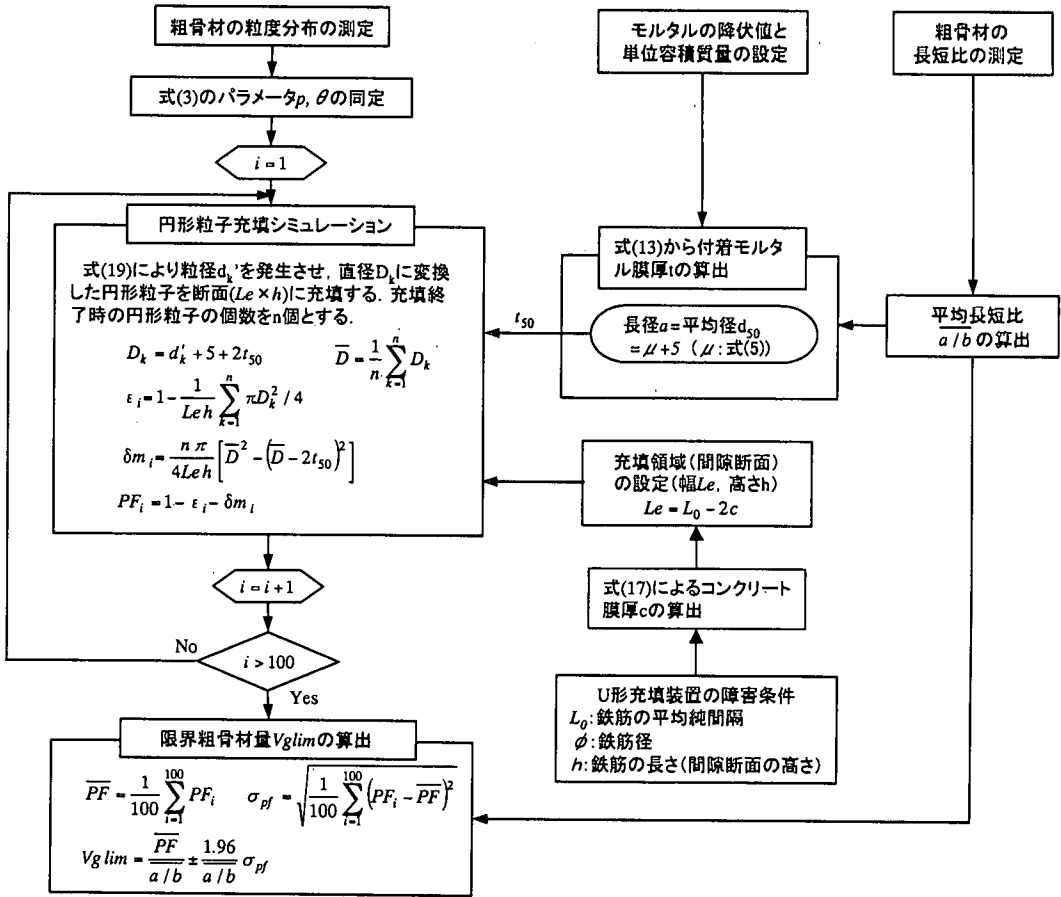 粗骨材の粒度分布の測定
式(3)のパラメータp, θの同定
i = 1
円形粒子充填シミュレーション
式(19)により粒径dk'を発生させ, 直径Dkに変換
した円形粒子を断面(Le×h)に充填する. 充填終
了時の円形粒子の個数をn個とする.
D_k = d'_k + 5 + 2t_50  D̅ = 1/n Σ_{k=1}^{n} D_k
ε_i = 1 − 1/(Le h) Σ_{k=1}^{n} πD_k^2 / 4
δm_i = nπ/(4Le h) [D̅^2 − (D̅ − 2t_50)^2]
PF_i = 1 − ε_i − δm_i
i = i + 1
No
i > 100
Yes
限界粗骨材量Vglimの算出
P̅F̅ = 1/100 Σ_{i=1}^{100} PF_i  σ_pf = √(1/100 Σ_{i=1}^{100} (PF_i − P̅F̅)^2)
Vg lim = P̅F̅/(a/b)̅ ± 1.96/(a/b)̅ σ_pf
モルタルの降伏値と
単位容積質量の設定
式(13)から付着モルタ
ル膜厚tの算出
長径a=平均径d50
=μ+5 (μ:式(5))
t50
充填領域(間隙断面)
の設定(幅Le, 高さh)
Le = L_0 − 2c
式(17)によるコンクリート
膜厚cの算出
U形充填装置の障害条件
L_0:鉄筋の平均純間隔
φ:鉄筋径
h:鉄筋の長さ(間隙断面の高さ)
粗骨材の
長短比の測定
平均長短比
a/bの算出